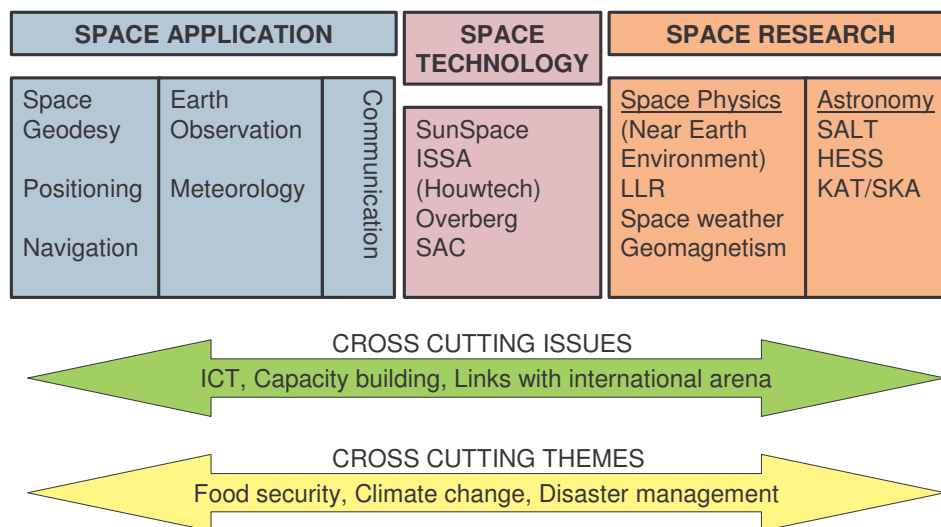 SPACE APPLICATION
Space
Geodesy
Positioning
Navigation
Earth
Observation
Meteorology
Communication
SPACE
TECHNOLOGY
SunSpace
ISSA
(Houwtech)
Overberg
SAC
SPACE RESEARCH
Space Physics
(Near Earth
Environment)
LLR
Space weather
Geomagnetism
Astronomy
SALT
HESS
KAT/SKA
CROSS CUTTING ISSUES
ICT, Capacity building, Links with international arena
CROSS CUTTING THEMES
Food security, Climate change, Disaster management